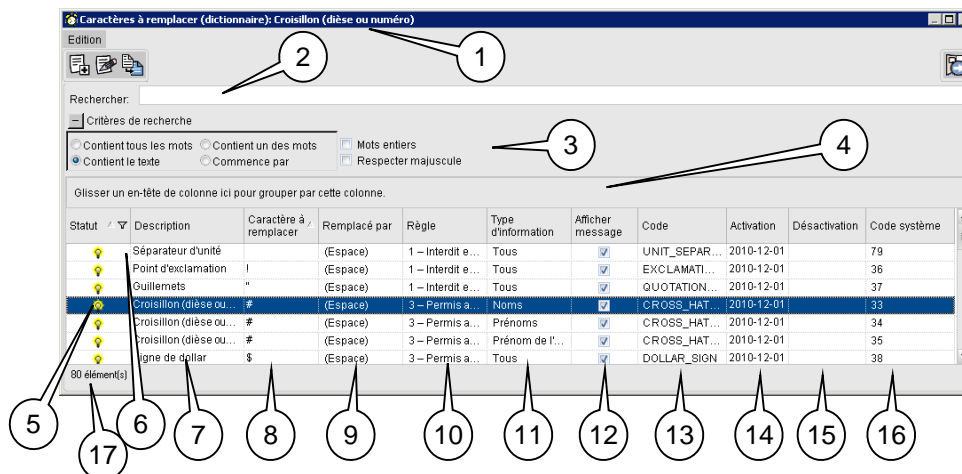 Caractères à remplacer (dictionnaire): Croisillon (dièse ou numéro)
Edition
1
2
Rechercher:
Critères de recherche
Contient tous les mots Contient un des mots Mots entiers
Contient le texte Commence par Respecter majuscule
3
4
Glisser un en-tête de colonne ici pour grouper par cette colonne.
Statut Description Caractère à remplacer Remplacé par Règle Type d'information Afficher message Code Activation Désactivation Code système
Séparateur d'unité (Espace) 1 – Interdit e... Tous UNIT_SEPAR... 2010-12-01 79
Point d'exclamation ! (Espace) 1 – Interdit e... Tous EXCLAMATI... 2010-12-01 36
Guillemets " (Espace) 1 – Interdit e... Tous QUOTATION... 2010-12-01 37
Croisillon (dièse ou... # (Espace) 3 – Permis a... Noms CROSS_HAT... 2010-12-01 33
Croisillon (dièse ou... # (Espace) 3 – Permis a... Prénoms CROSS_HAT... 2010-12-01 34
Croisillon (dièse ou... # (Espace) 3 – Permis a... Prénom de l'... CROSS_HAT... 2010-12-01 35
Signe de dollar $ (Espace) 3 – Permis a... Tous DOLLAR_SIGN 2010-12-01 38
80 élément(s)
5 17 6 7 8 9 10 11 12 13 14 15 16